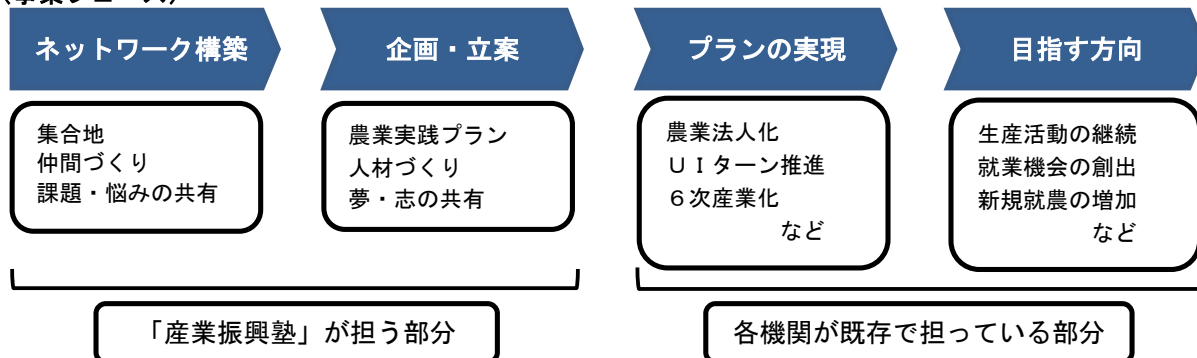 ネットワーク構築
企画・立案
プランの実現
目指す方向
集合地
仲間づくり
課題・悩みの共有
農業実践プラン
人材づくり
夢・志の共有
農業法人化
ＵＩターン推進
６次産業化
など
生産活動の継続
就業機会の創出
新規就農の増加
など
「産業振興塾」が担う部分
各機関が既存で担っている部分